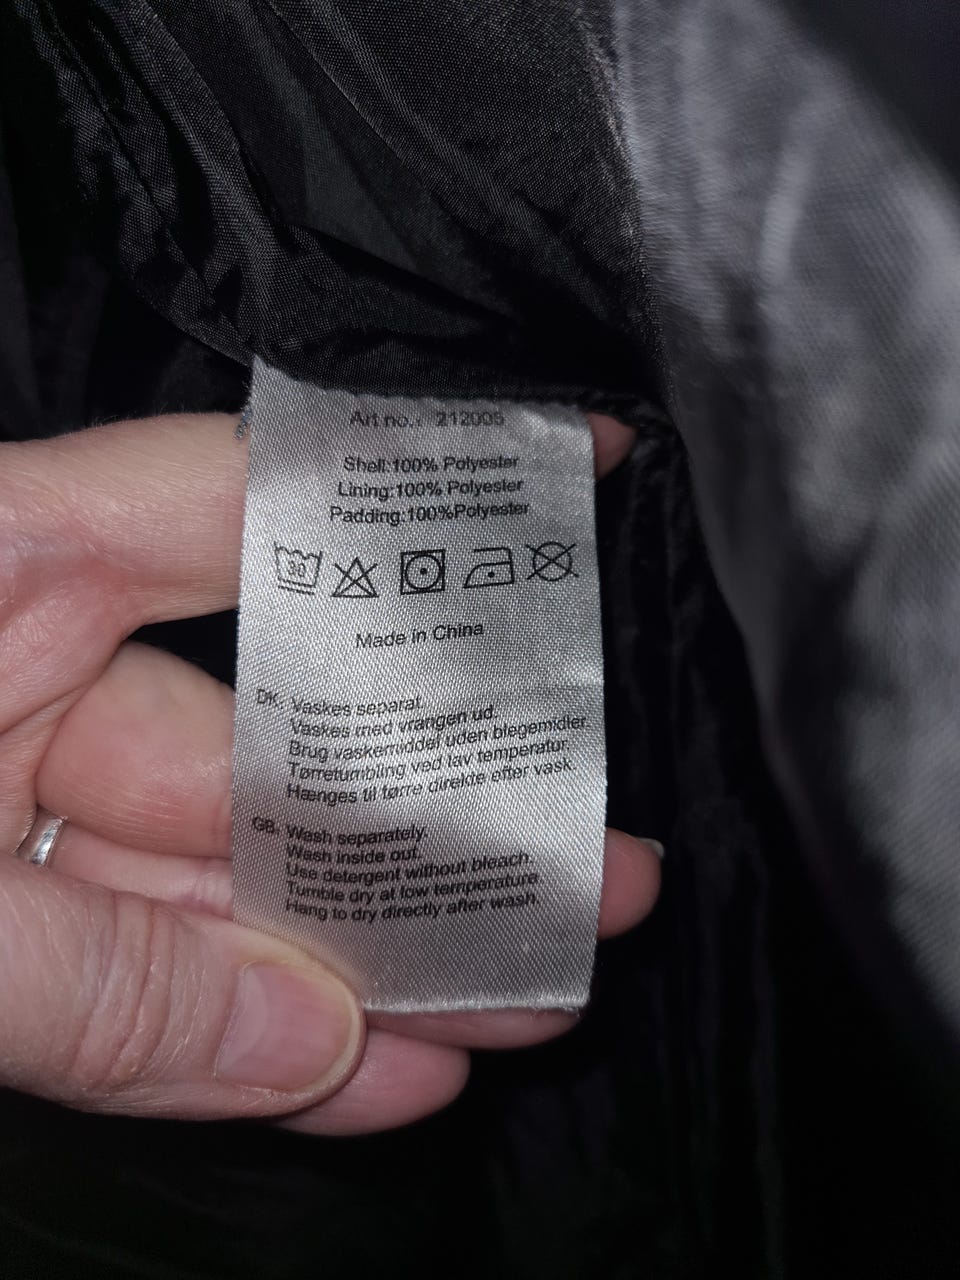 Art no.: 212005
Shell:100% Polyester
Lining:100% Polyester
Padding:100%Polyester
30
Made in China
DK: Vaskes separat.
Vaskes med vrangen ud.
Brug vaskemiddel uden blegemidler.
Tørretumbling ved lav temperatur.
Hænges til tørre direkte efter vask.
GB: Wash separately.
Wash inside out.
Use detergent without bleach.
Tumble dry at low temperature.
Hang to dry directly after wash.